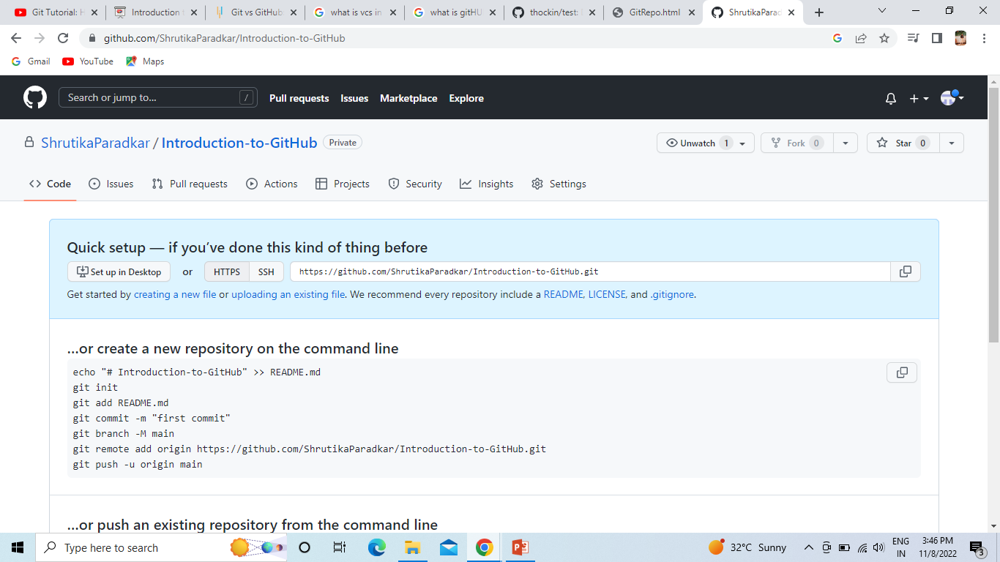 Git Tutorial: H
Introduction t
Git vs GitHub:
what is vcs in
what is gitHU
thockin/test:
GitRepo.html
ShrutikaParad
github.com/ShrutikaParadkar/Introduction-to-GitHub
Gmail YouTube Maps
Search or jump to... / Pull requests Issues Marketplace Explore
ShrutikaParadkar / Introduction-to-GitHub Private Unwatch 1 Fork 0 Star 0
Code Issues Pull requests Actions Projects Security Insights Settings
Quick setup — if you’ve done this kind of thing before
Set up in Desktop or HTTPS SSH https://github.com/ShrutikaParadkar/Introduction-to-GitHub.git
Get started by creating a new file or uploading an existing file. We recommend every repository include a README, LICENSE, and .gitignore.
…or create a new repository on the command line
echo "# Introduction-to-GitHub" >> README.md
git init
git add README.md
git commit -m "first commit"
git branch -M main
git remote add origin https://github.com/ShrutikaParadkar/Introduction-to-GitHub.git
git push -u origin main
…or push an existing repository from the command line
Type here to search
32°C Sunny
ENG
IN
3:46 PM
11/8/2022
3